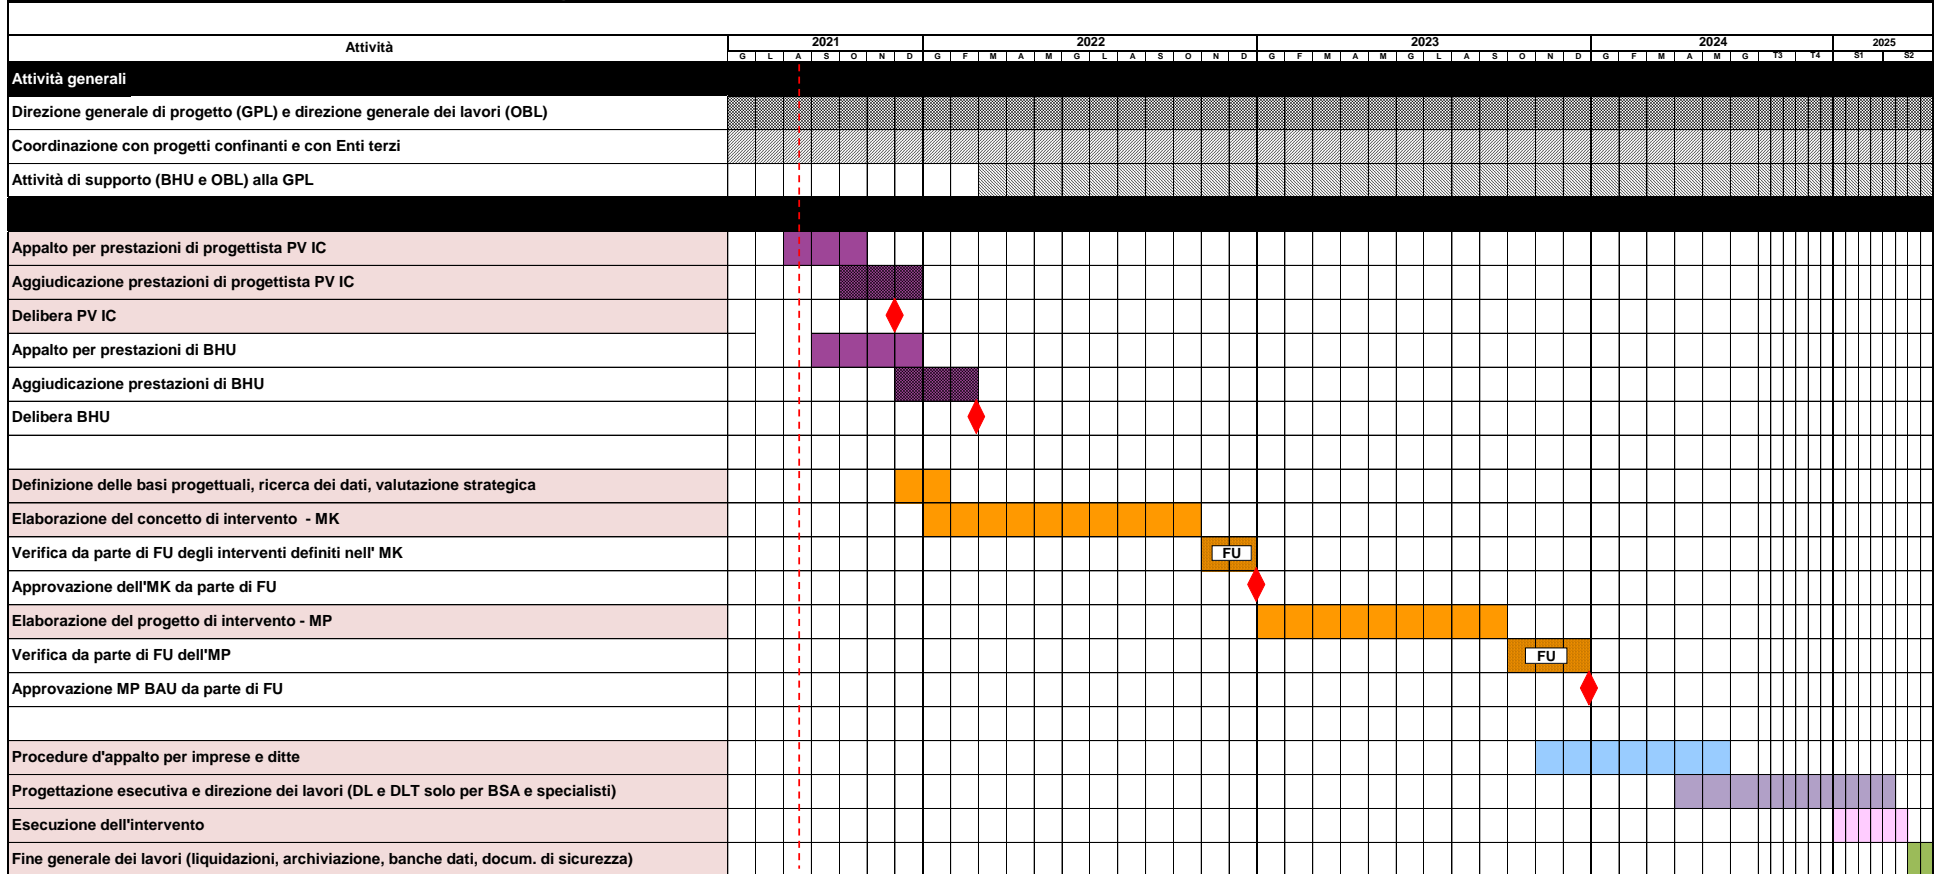 Attività
2021 2022 2023 2024 2025
G L A S O N D G F M A M G L A S O N D G F M A M G L A S O N D G F M A M G T3 T4 S1 S2
Attività generali
Direzione generale di progetto (GPL) e direzione generale dei lavori (OBL)
Coordinazione con progetti confinanti e con Enti terzi
Attività di supporto (BHU e OBL) alla GPL
Appalto per prestazioni di progettista PV IC
Aggiudicazione prestazioni di progettista PV IC
Delibera PV IC
Appalto per prestazioni di BHU
Aggiudicazione prestazioni di BHU
Delibera BHU
Definizione delle basi progettuali, ricerca dei dati, valutazione strategica
Elaborazione del concetto di intervento - MK
Verifica da parte di FU degli interventi definiti nell' MK FU
Approvazione dell'MK da parte di FU
Elaborazione del progetto di intervento - MP
Verifica da parte di FU dell'MP FU
Approvazione MP BAU da parte di FU
Procedure d'appalto per imprese e ditte
Progettazione esecutiva e direzione dei lavori (DL e DLT solo per BSA e specialisti)
Esecuzione dell'intervento
Fine generale dei lavori (liquidazioni, archiviazione, banche dati, docum. di sicurezza)